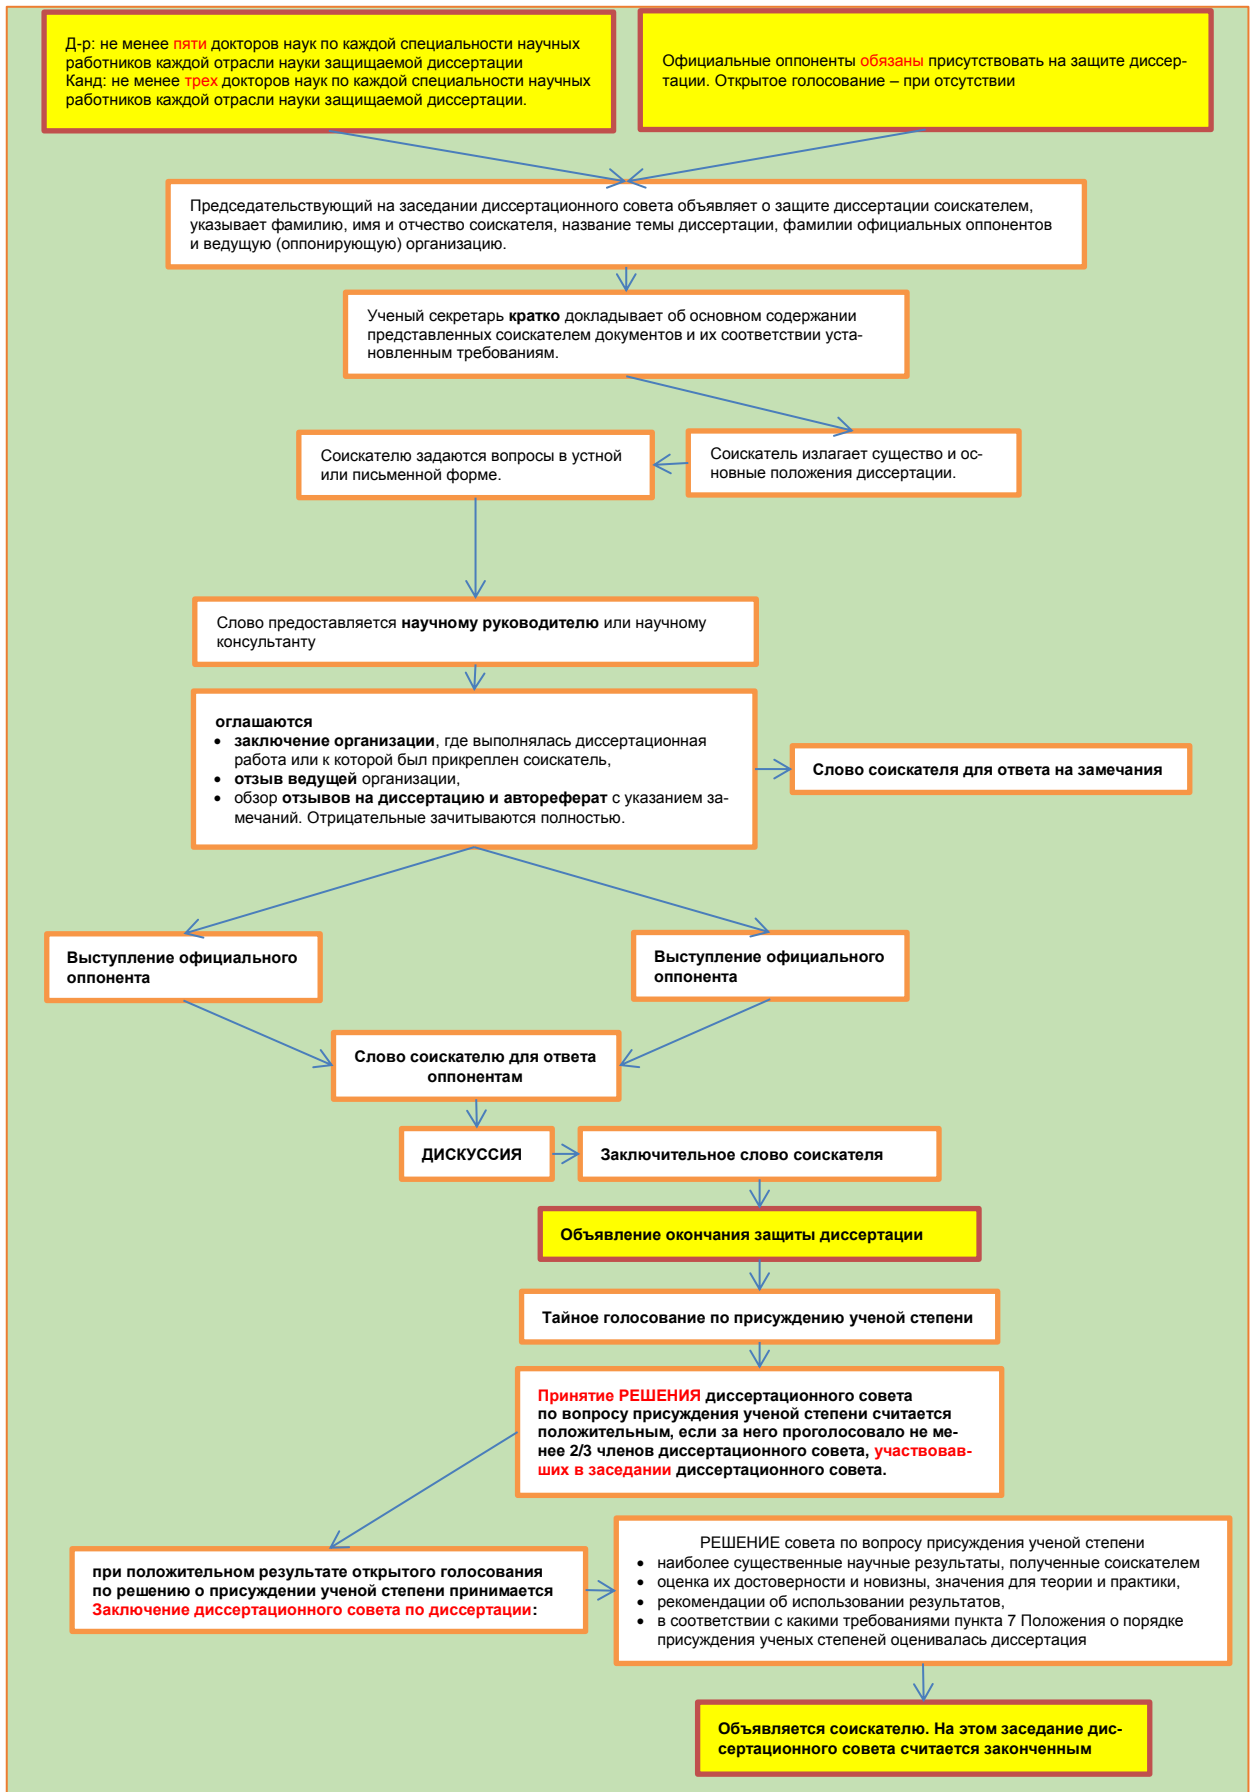 Д-р: не менее пяти докторов наук по каждой специальности научных
работников каждой отрасли науки защищаемой диссертации
Канд: не менее трех докторов наук по каждой специальности научных
работников каждой отрасли науки защищаемой диссертации.
Официальные оппоненты обязаны присутствовать на защите диссер-
тации. Открытое голосование – при отсутствии
Председательствующий на заседании диссертационного совета объявляет о защите диссертации соискателем,
указывает фамилию, имя и отчество соискателя, название темы диссертации, фамилии официальных оппонентов
и ведущую (оппонирующую) организацию.
Ученый секретарь кратко докладывает об основном содержании
представленных соискателем документов и их соответствии уста-
новленным требованиям.
Соискатель излагает существо и ос-
новные положения диссертации.
Соискателю задаются вопросы в устной
или письменной форме.
Слово предоставляется научному руководителю или научному
консультанту
оглашаются
• заключение организации, где выполнялась диссертационная
работа или к которой был прикреплен соискатель,
• отзыв ведущей организации,
• обзор отзывов на диссертацию и автореферат с указанием за-
мечаний. Отрицательные зачитываются полностью.
Слово соискателя для ответа на замечания
Выступление официального
оппонента
Выступление официального
оппонента
Слово соискателю для ответа
оппонентам
ДИСКУССИЯ
Заключительное слово соискателя
Объявление окончания защиты диссертации
Тайное голосование по присуждению ученой степени
Принятие РЕШЕНИЯ диссертационного совета
по вопросу присуждения ученой степени считается
положительным, если за него проголосовало не ме-
нее 2/3 членов диссертационного совета, участвовав-
ших в заседании диссертационного совета.
при положительном результате открытого голосования
по решению о присуждении ученой степени принимается
Заключение диссертационного совета по диссертации:
РЕШЕНИЕ совета по вопросу присуждения ученой степени
• наиболее существенные научные результаты, полученные соискателем
• оценка их достоверности и новизны, значения для теории и практики,
• рекомендации об использовании результатов,
• в соответствии с какими требованиями пункта 7 Положения о порядке
присуждения ученых степеней оценивалась диссертация
Объявляется соискателю. На этом заседание дис-
сертационного совета считается законченным